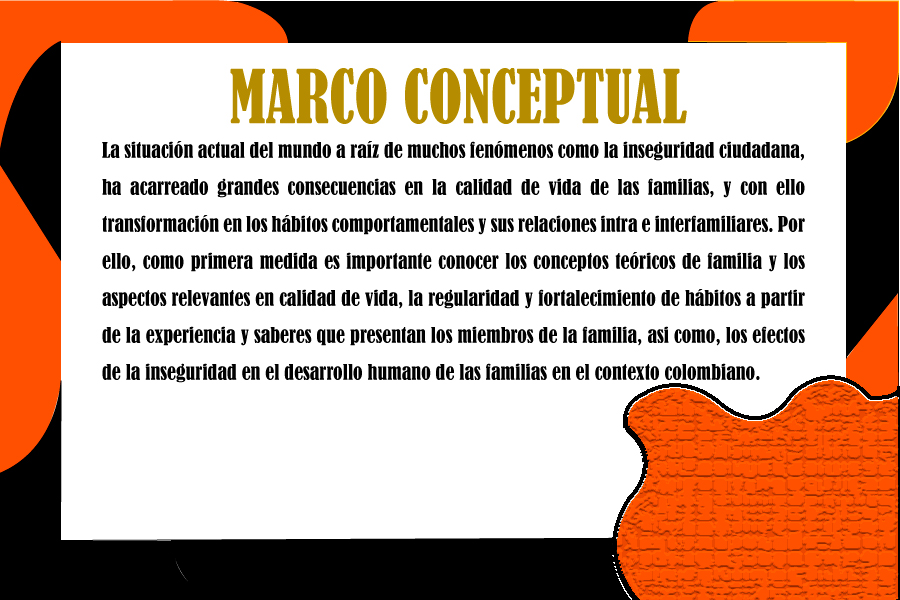 MARCO CONCEPTUAL
La situación actual del mundo a raíz de muchos fenómenos como la inseguridad ciudadana,
ha acarreado grandes consecuencias en la calidad de vida de las familias, y con ello
transformación en los hábitos comportamentales y sus relaciones intra e interfamiliares. Por
ello, como primera medida es importante conocer los conceptos teóricos de familia y los
aspectos relevantes en calidad de vida, la regularidad y fortalecimiento de hábitos a partir
de la experiencia y saberes que presentan los miembros de la familia, asi como, los efectos
de la inseguridad en el desarrollo humano de las familias en el contexto colombiano.